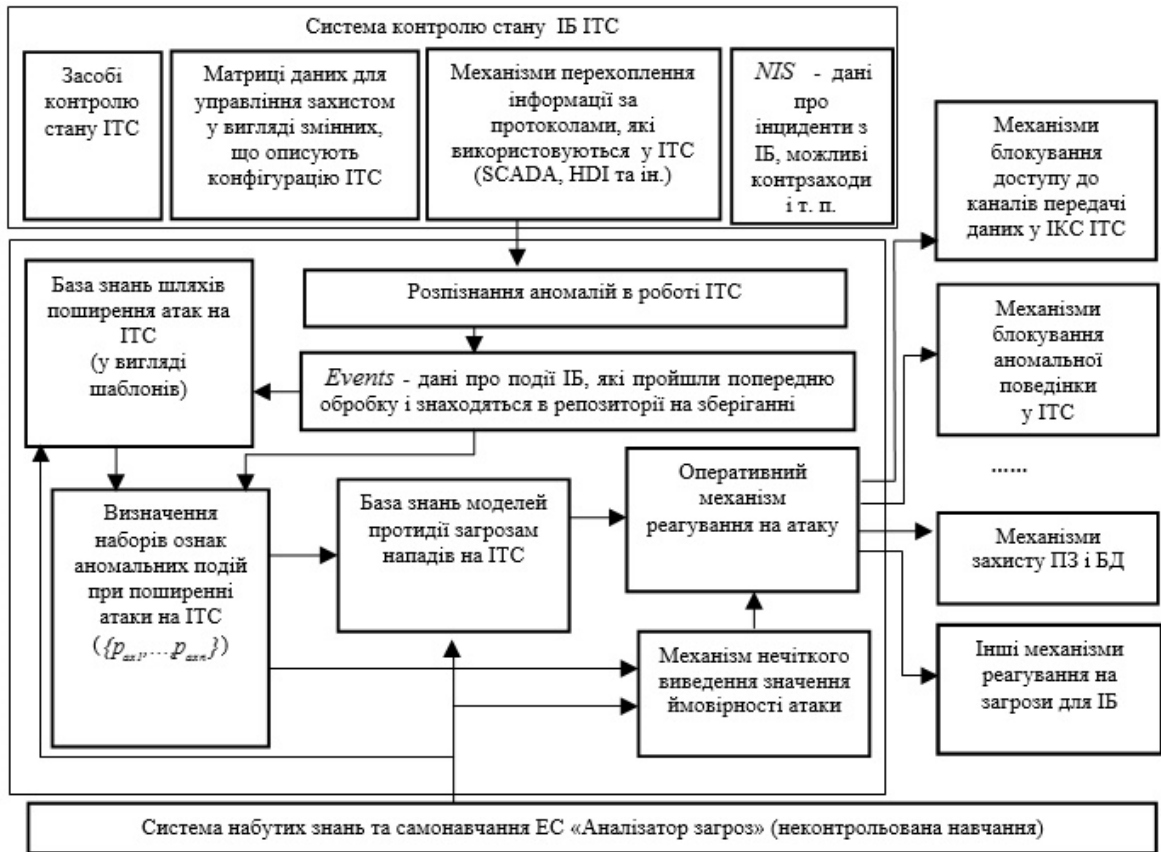 Система контролю стану ІБ ІТС
Засобі
контролю
стану ІТС
Матриці даних для
управління захистом
у вигляді змінних,
що описують
конфігурацію ІТС
Механізми перехоплення
інформації за
протоколами, які
використовуються у ІТС
(SCADA, HDI та ін.)
NIS - дані
про
інциденти з
ІБ, можливі
контрзаходи
і т. п.
Механізми
блокування
доступу до
каналів передачі
даних у ІКС ІТС
База знань шляхів
поширення атак на
ІТС
(у вигляді
шаблонів)
Розпізнання аномалій в роботі ІТС
Events - дані про події ІБ, які пройшли попередню
обробку і знаходяться в репозиторії на зберіганні
Механізми
блокування
аномальної
поведінки
у ІТС
......
Визначення
наборів ознак
аномальних подій
при поширенні
атаки на ІТС
({p_ax1,…p_axn})
База знань моделей
протидії загрозам
нападів на ІТС
Оперативний
механізм
реагування на атаку
Механізми
захисту ПЗ і БД
Механізм нечіткого
виведення значення
ймовірності атаки
Інші механізми
реагування на
загрози для ІБ
Система набутих знань та самонавчання ЕС «Аналізатор загроз» (неконтрольована навчання)